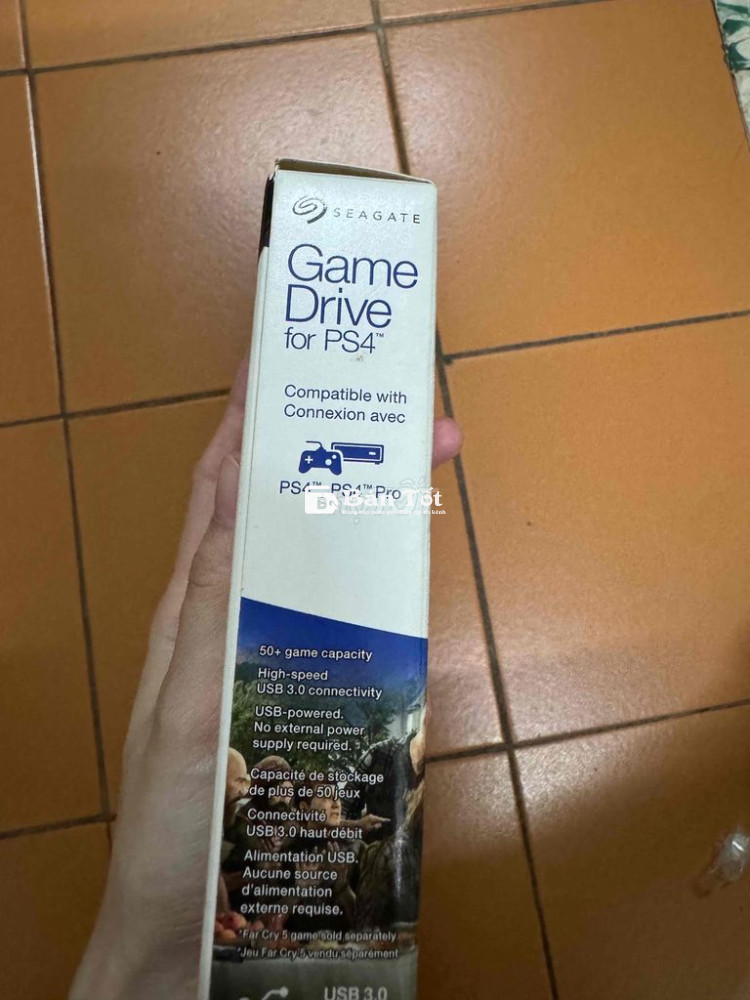 SEAGATE
Game
Drive
for PS4™
Compatible with
Connexion avec
PS4™, PS4™ Pro
Bán Tốt
50+ game capacity
High-speed
USB 3.0 connectivity
USB-powered.
No external power
supply required.
Capacité de stockage
de plus de 50 jeux
Connectivité
USB 3.0 haut débit
Alimentation USB.
Aucune source
d'alimentation
externe requise.
*Far Cry 5 game sold separately
*Jeu Far Cry 5 vendu séparément
USB 3.0